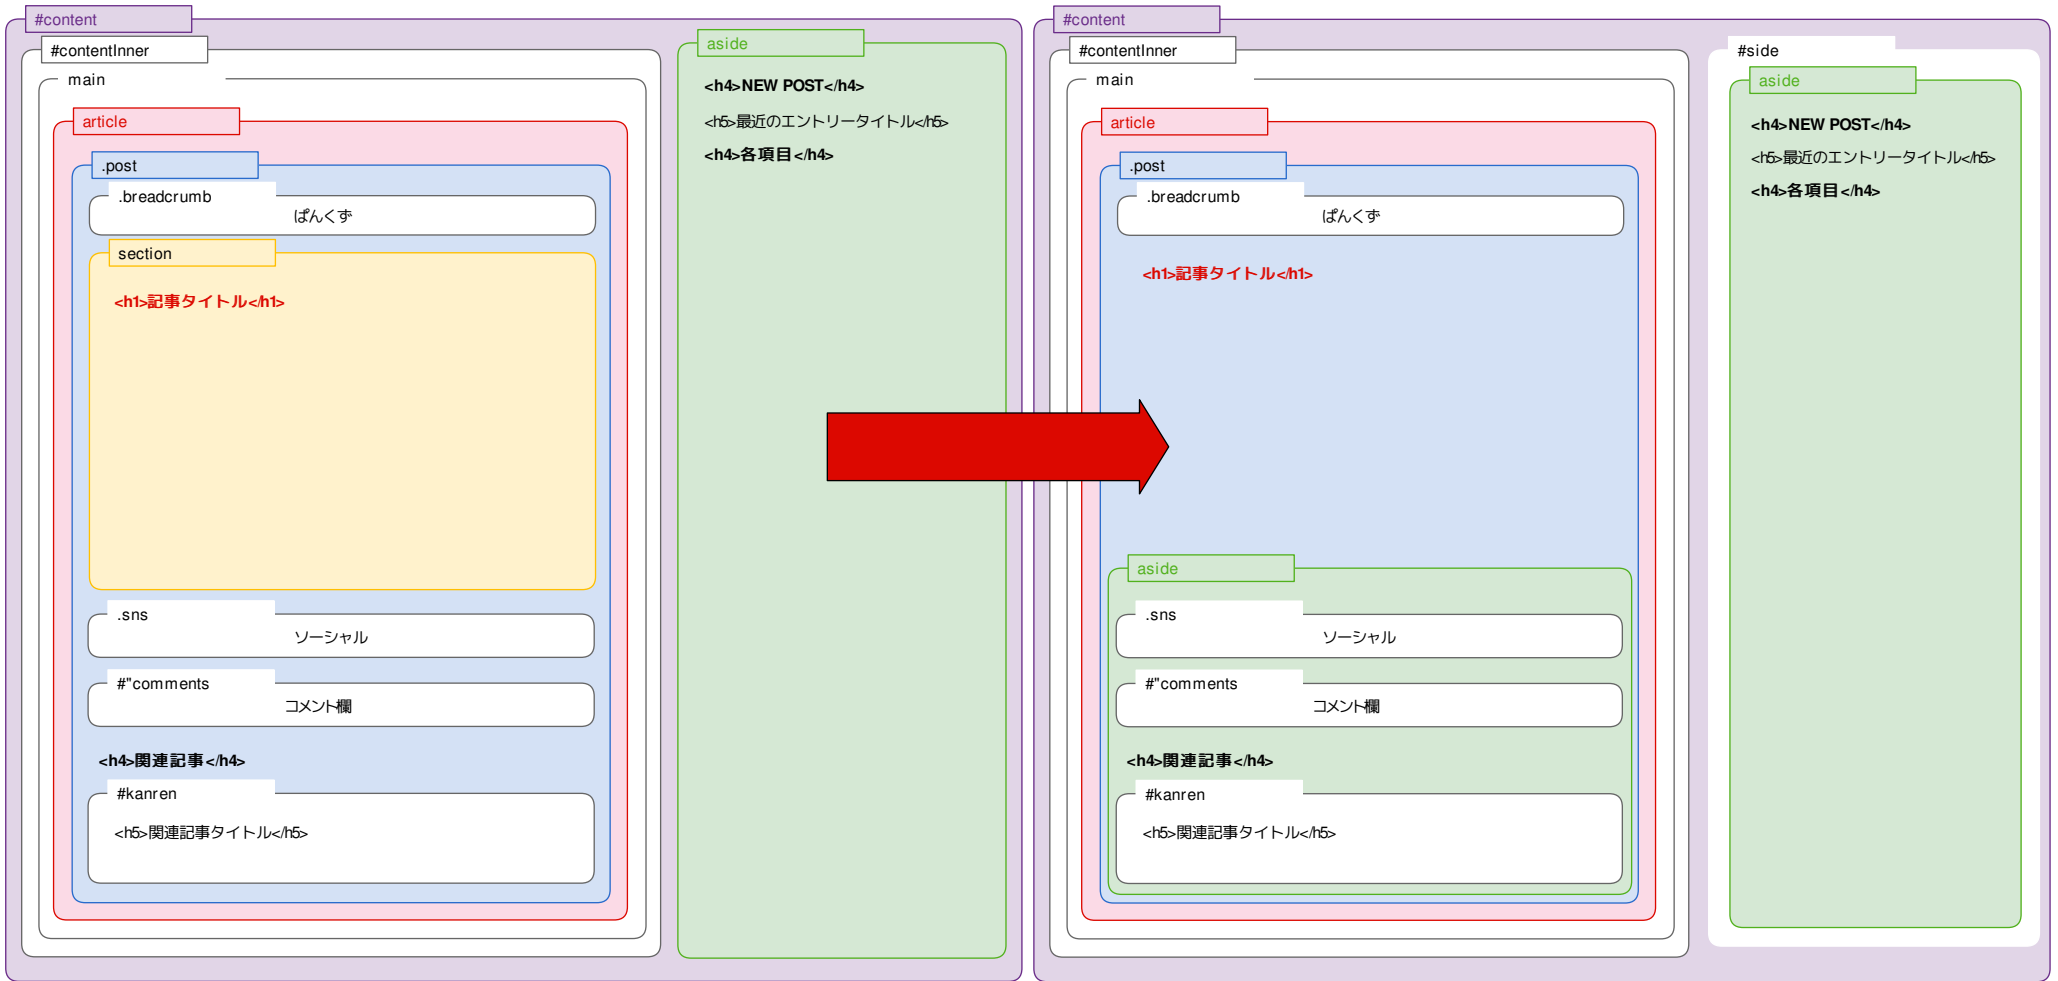 #content
#contentInner
main
article
.post
.breadcrumb
ぱんくず
section
<h1>記事タイトル</h1>
.sns
ソーシャル
#"comments
コメント欄
<h4>関連記事</h4>
#kanren
<h5>関連記事タイトル</h5>
aside
<h4>NEW POST</h4>
<h5>最近のエントリータイトル</h5>
<h4>各項目</h4>
#content
#contentInner
main
article
.post
.breadcrumb
ぱんくず
<h1>記事タイトル</h1>
aside
.sns
ソーシャル
#"comments
コメント欄
<h4>関連記事</h4>
#kanren
<h5>関連記事タイトル</h5>
#side
aside
<h4>NEW POST</h4>
<h5>最近のエントリータイトル</h5>
<h4>各項目</h4>